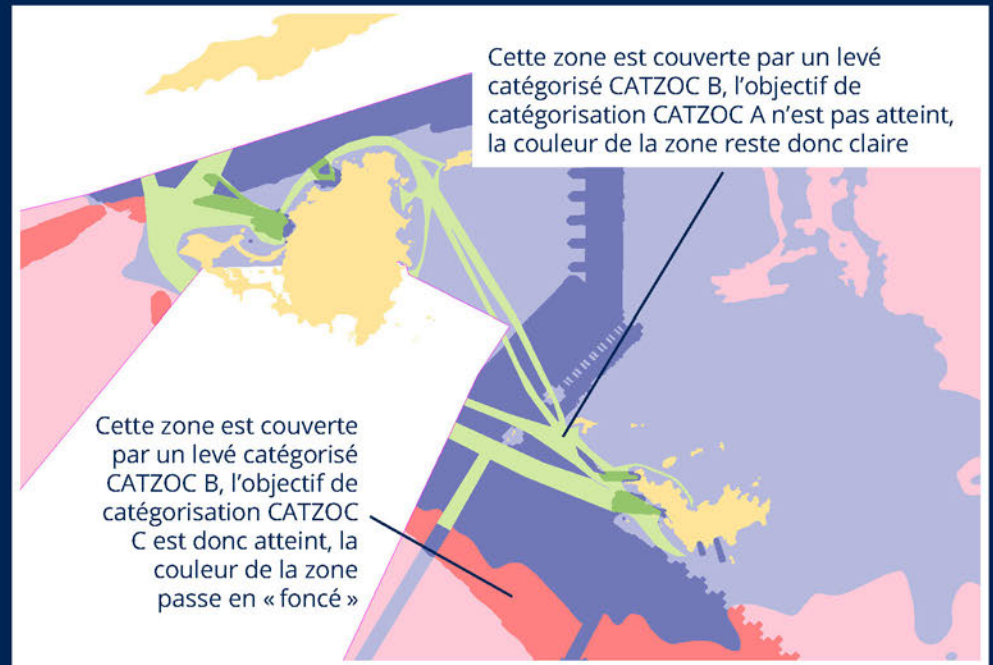 Cette zone est couverte par un levé
catégorisé CATZOC B, l’objectif de
catégorisation CATZOC A n’est pas atteint,
la couleur de la zone reste donc claire
Cette zone est couverte
par un levé catégorisé
CATZOC B, l’objectif de
catégorisation CATZOC
C est donc atteint, la
couleur de la zone
passe en « foncé »